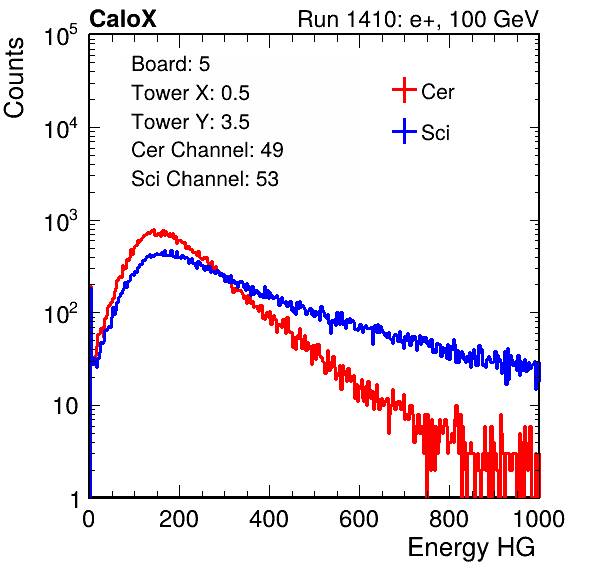 CaloX Run 1410: e+, 100 GeV
Counts
10^5
10^4
10^3
10^2
10
1
Board: 5
Tower X: 0.5
Tower Y: 3.5
Cer Channel: 49
Sci Channel: 53
Cer
Sci
0 200 400 600 800 1000
Energy HG